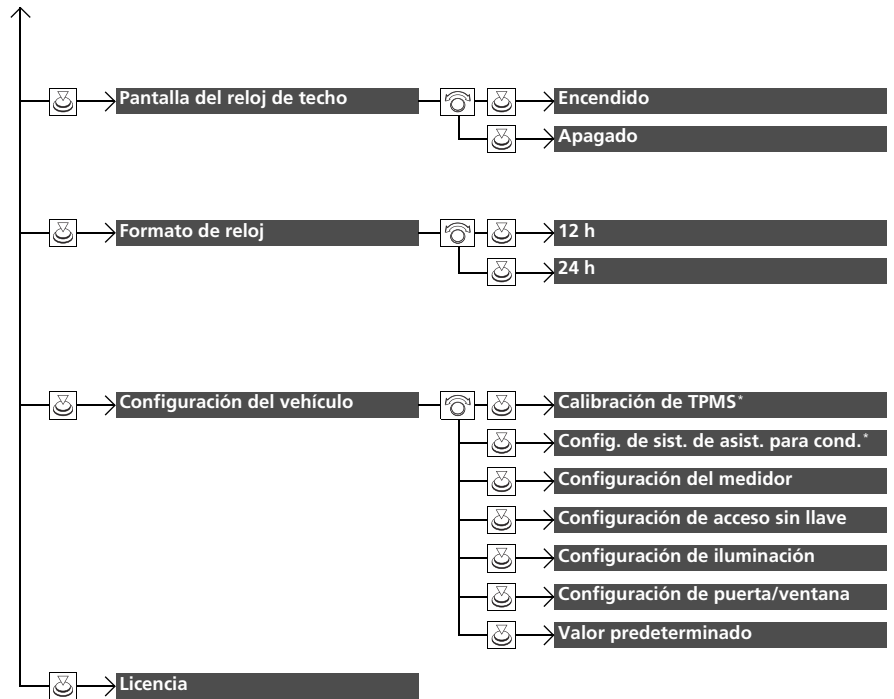 Pantalla del reloj de techo
Encendido
Apagado
Formato de reloj
12 h
24 h
Configuración del vehículo
Calibración de TPMS*
Config. de sist. de asist. para cond.*
Configuración del medidor
Configuración de acceso sin llave
Configuración de iluminación
Configuración de puerta/ventana
Valor predeterminado
Licencia